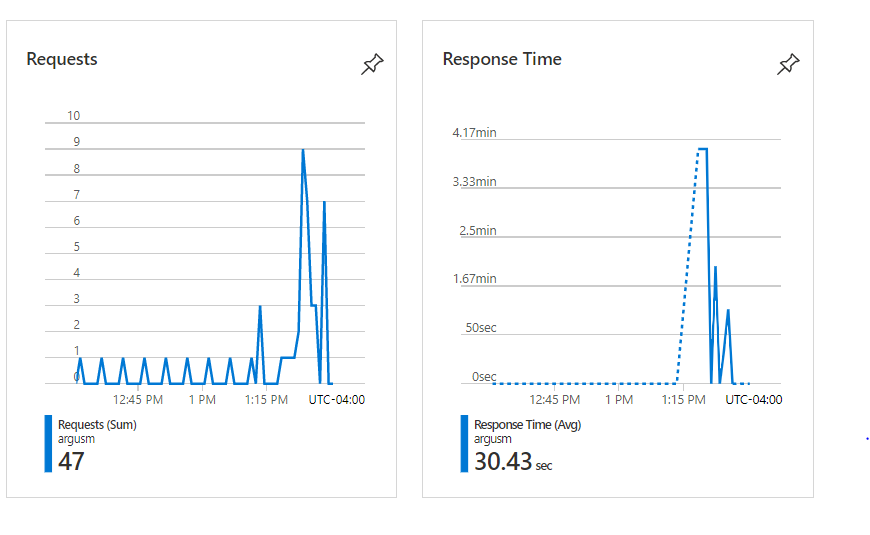 Requests
10
9
8
7
6
5
4
3
2
1
0
12:45 PM 1 PM 1:15 PM UTC-04:00
Requests (Sum)
argusm
47
Response Time
4.17min
3.33min
2.5min
1.67min
50sec
0sec
12:45 PM 1 PM 1:15 PM UTC-04:00
Response Time (Avg)
argusm
30.43 sec